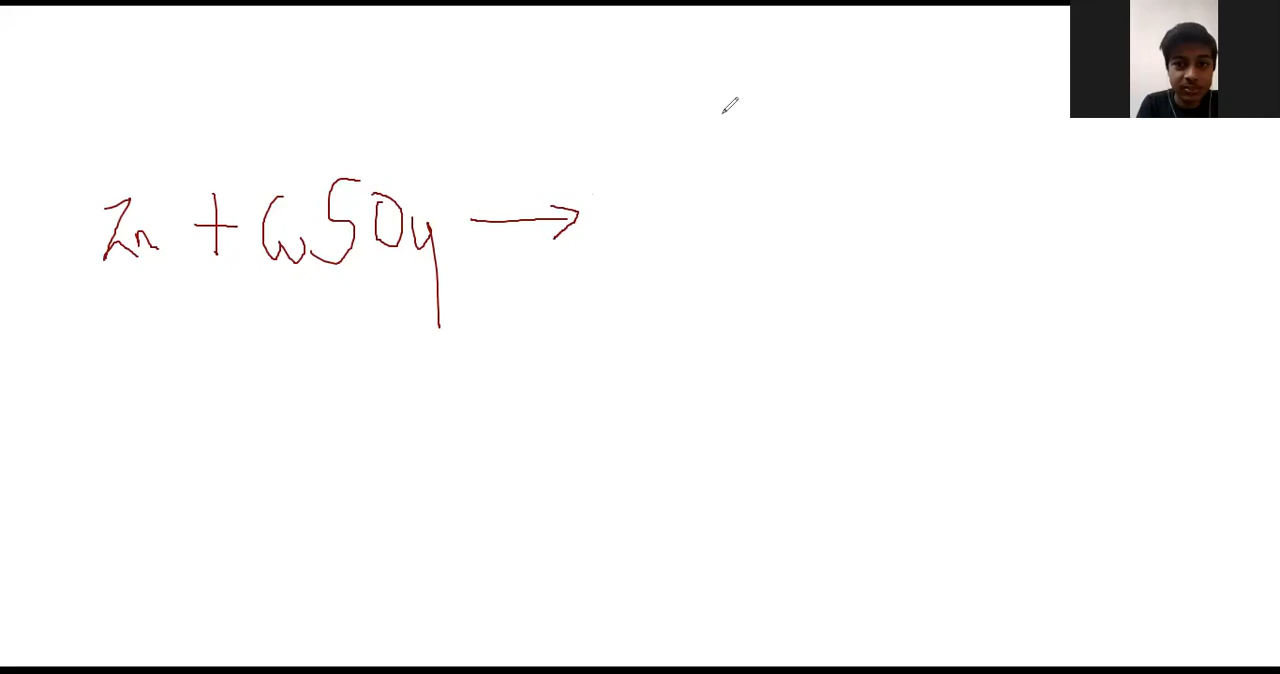 Zn + CuSO4 →